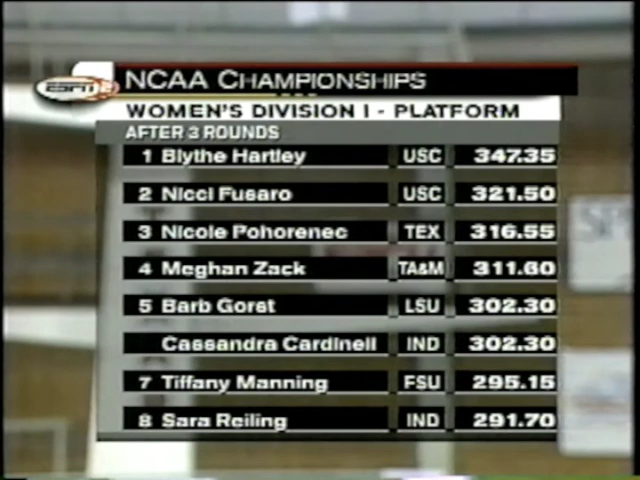 ESPN 2 NCAA CHAMPIONSHIPS
WOMEN'S DIVISION I - PLATFORM
AFTER 3 ROUNDS
1 Blythe Hartley USC 347.35
2 Nicci Fusaro USC 321.50
3 Nicole Pohorenec TEX 316.55
4 Meghan Zack TA&M 311.60
5 Barb Gorst LSU 302.30
Cassandra Cardinell IND 302.30
7 Tiffany Manning FSU 295.15
8 Sara Reiling IND 291.70